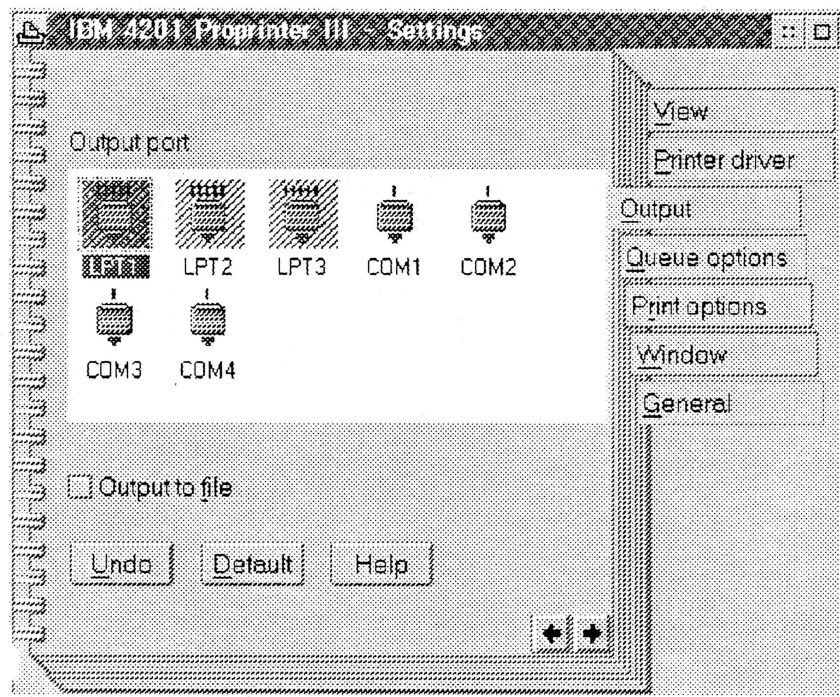 IBM 4201 Proprinter III - Settings
Output port
LPT1 LPT2 LPT3 COM1 COM2
COM3 COM4
Output to file
Undo Default Help
View
Printer driver
Output
Queue options
Print options
Window
General